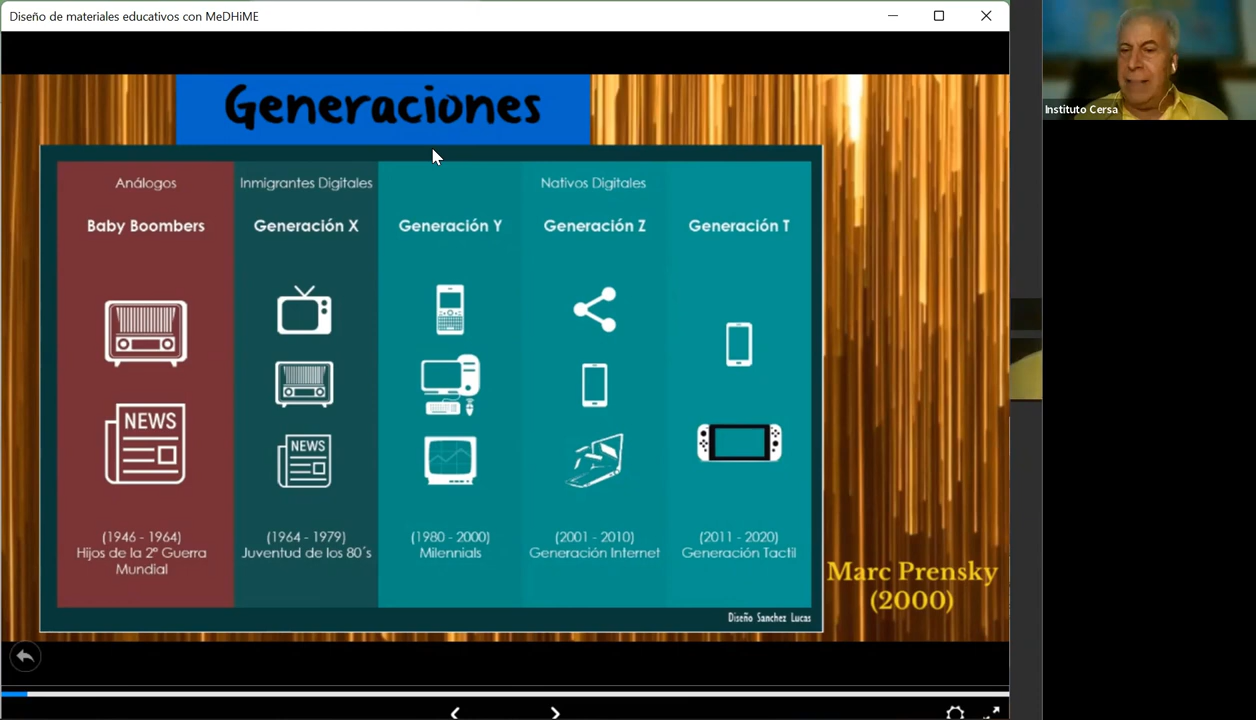 Diseño de materiales educativos con MeDHiME
Instituto Cersa
Generaciones
Análogos
Baby Boombers
NEWS
(1946 - 1964)
Hijos de la 2ª Guerra
Mundial
Inmigrantes Digitales
Generación X
NEWS
(1964 - 1979)
Juventud de los 80´s
Nativos Digitales
Generación Y
(1980 - 2000)
Milennials
Generación Z
(2001 - 2010)
Generación Internet
Generación T
(2011 - 2020)
Generación Tactil
Diseño Sanchez Lucas
Marc Prensky
(2000)